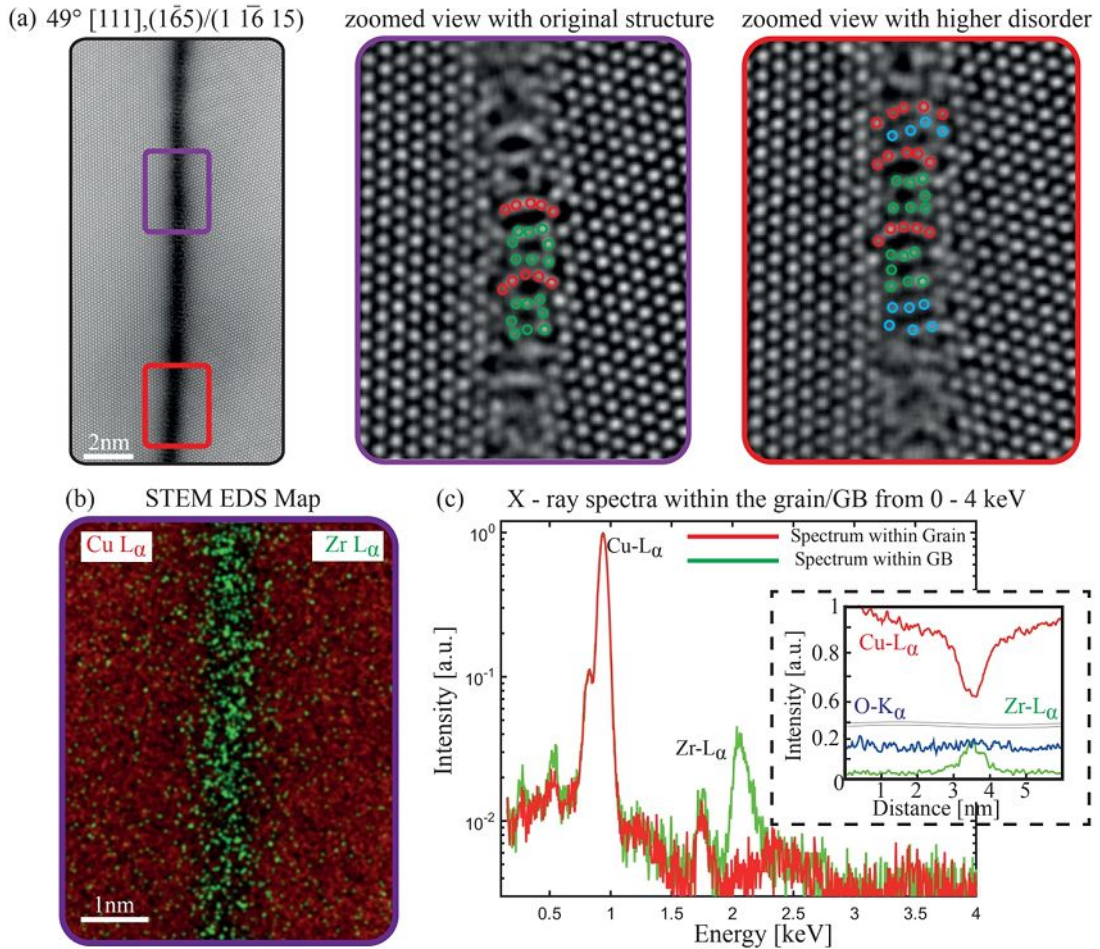 (a) 49° [111],(16̅5)/(1 1̅6̅ 15)
zoomed view with original structure
zoomed view with higher disorder
2nm
(b) STEM EDS Map
Cu Lα
Zr Lα
1nm
(c) X - ray spectra within the grain/GB from 0 - 4 keV
Spectrum within Grain
Spectrum within GB
Cu-Lα
Zr-Lα
Intensity [a.u.]
10⁰
10⁻¹
10⁻²
0.5 1 1.5 2 2.5 3 3.5 4
Energy [keV]
Intensity [a.u.]
1
0.8
0.6
0.2
0
Cu-Lα
O-Kα
Zr-Lα
1 2 3 4 5
Distance [nm]